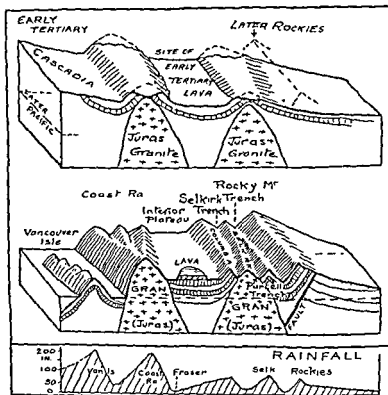 EARLY
TERTIARY
LATER ROCKIES
SITE OF
EARLY
TERTIARY
LAVA
CASCADIA
LATER
PACIFIC
Juras
Granite
Juras
Granite
Coast Ra
Rocky Mt
Trench
Selkirk
Trench
Interior
Plateau
Vancouver
Isle
LAVA
GRAN
(Juras)
GRAN
(Juras)
Purcell
Trens
FAULT
RAINFALL
200
IN.
100
50
0
Van Is
Coast
Ra
Fraser
Selk
Rockies